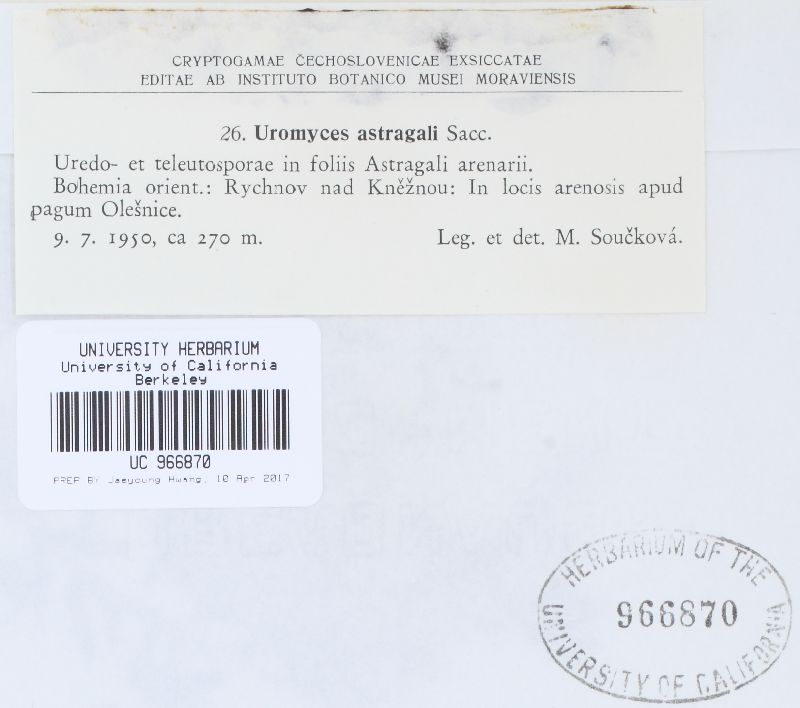 CRYPTOGAMAE ČECHOSLOVENICAE EXSICCATAE
EDITAE AB INSTITUTO BOTANICO MUSEI MORAVIENSIS
26. Uromyces astragali Sacc.
Uredo- et teleutosporae in foliis Astragali arenarii.
Bohemia orient.: Rychnov nad Kněžnou: In locis arenosis apud
pagum Olešnice.
9. 7. 1950, ca 270 m. Leg. et det. M. Součková.
UNIVERSITY HERBARIUM
University of California
Berkeley
UC 966870
PREP BY Jaeyoung Hwang, 10 Apr 2017
HERBARIUM OF THE
966870
UNIVERSITY OF CALIFORNIA